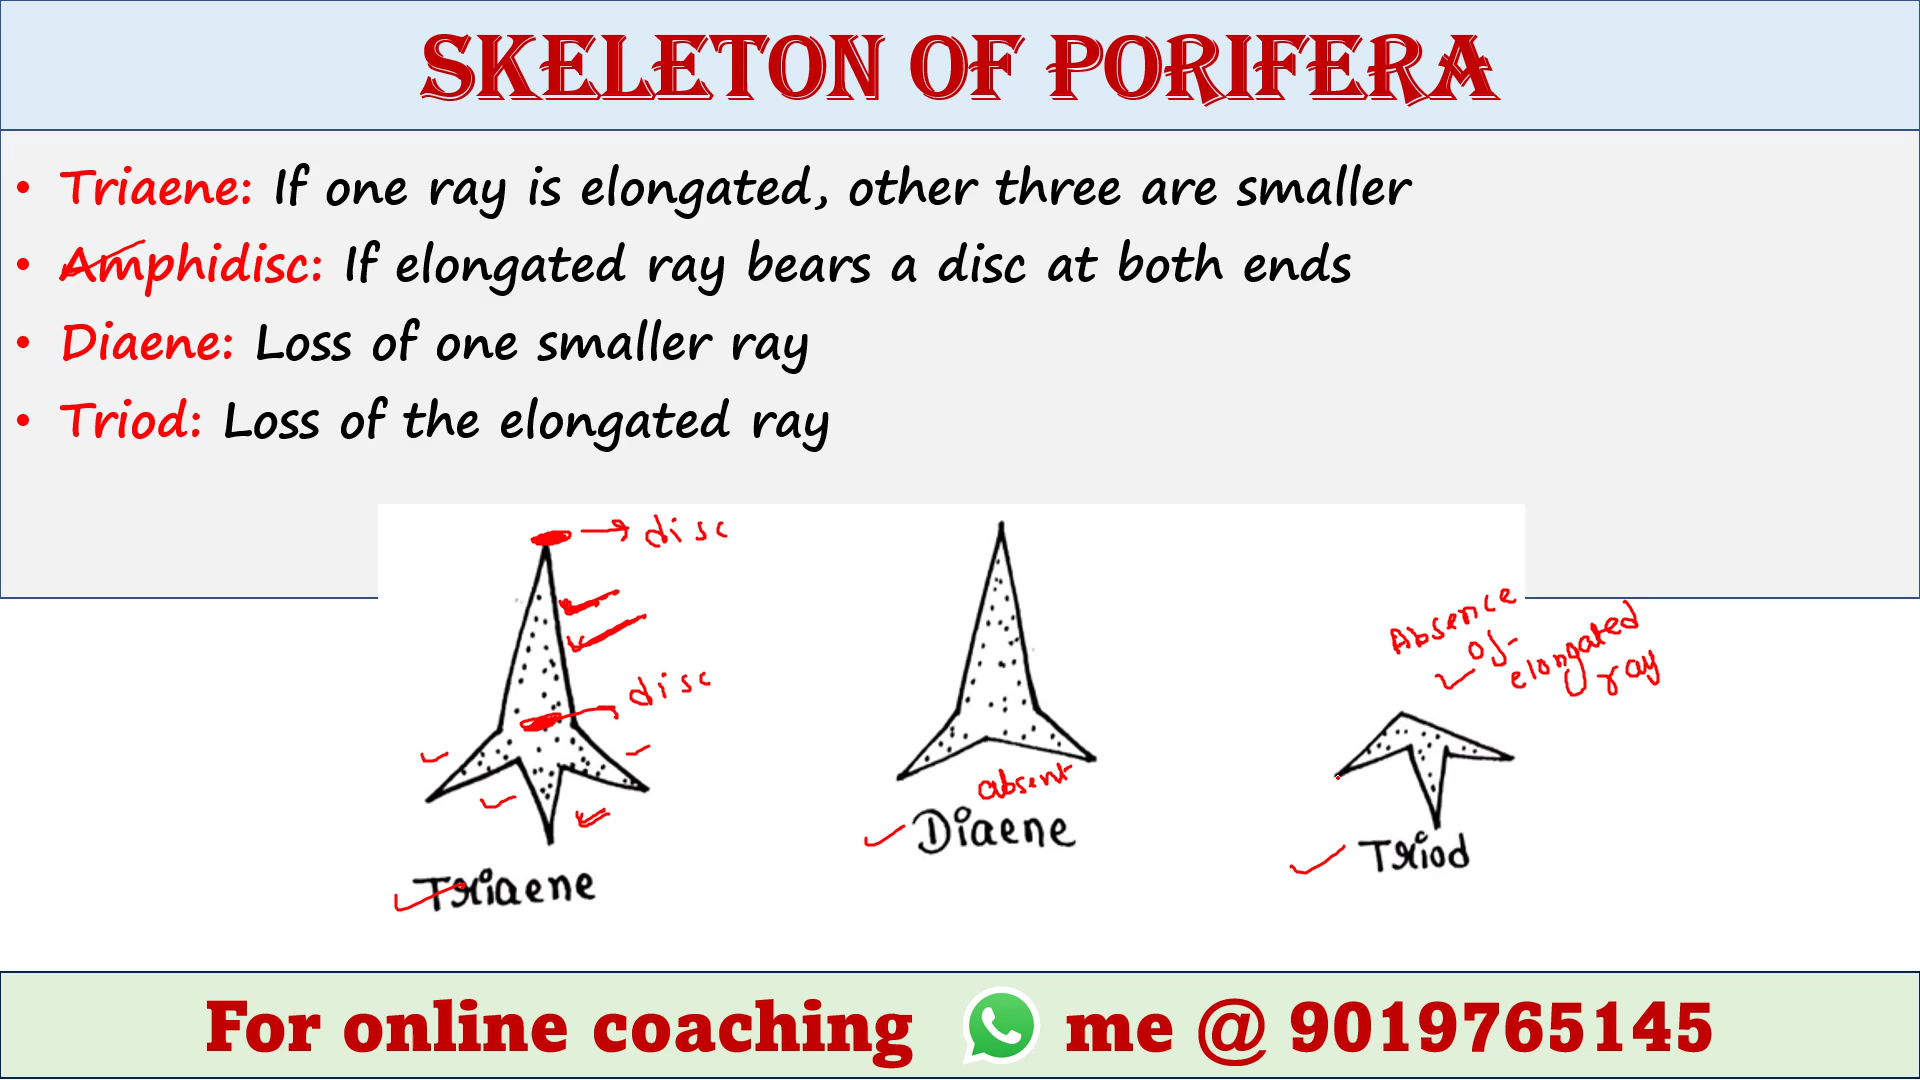 SKELETON OF PORIFERA
• Triaene: If one ray is elongated, other three are smaller
• Amphidisc: If elongated ray bears a disc at both ends
• Diaene: Loss of one smaller ray
• Triod: Loss of the elongated ray
disc
disc
Triaene
absent
Diaene
Absence
of
elongated
ray
Triod
For online coaching me @ 9019765145